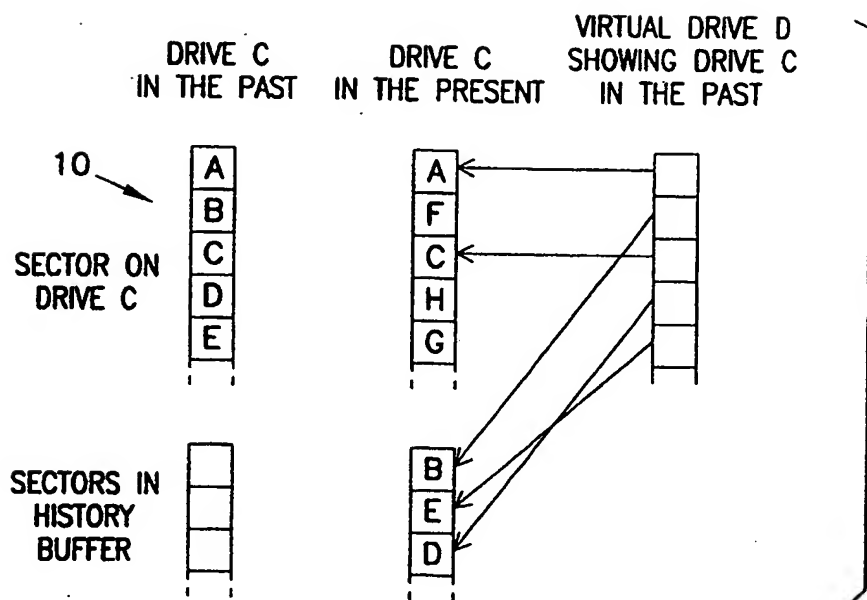 DRIVE C
IN THE PAST
DRIVE C
IN THE PRESENT
VIRTUAL DRIVE D
SHOWING DRIVE C
IN THE PAST
10
SECTOR ON
DRIVE C
A
B
C
D
E
A
F
C
H
G
SECTORS IN
HISTORY
BUFFER
B
E
D